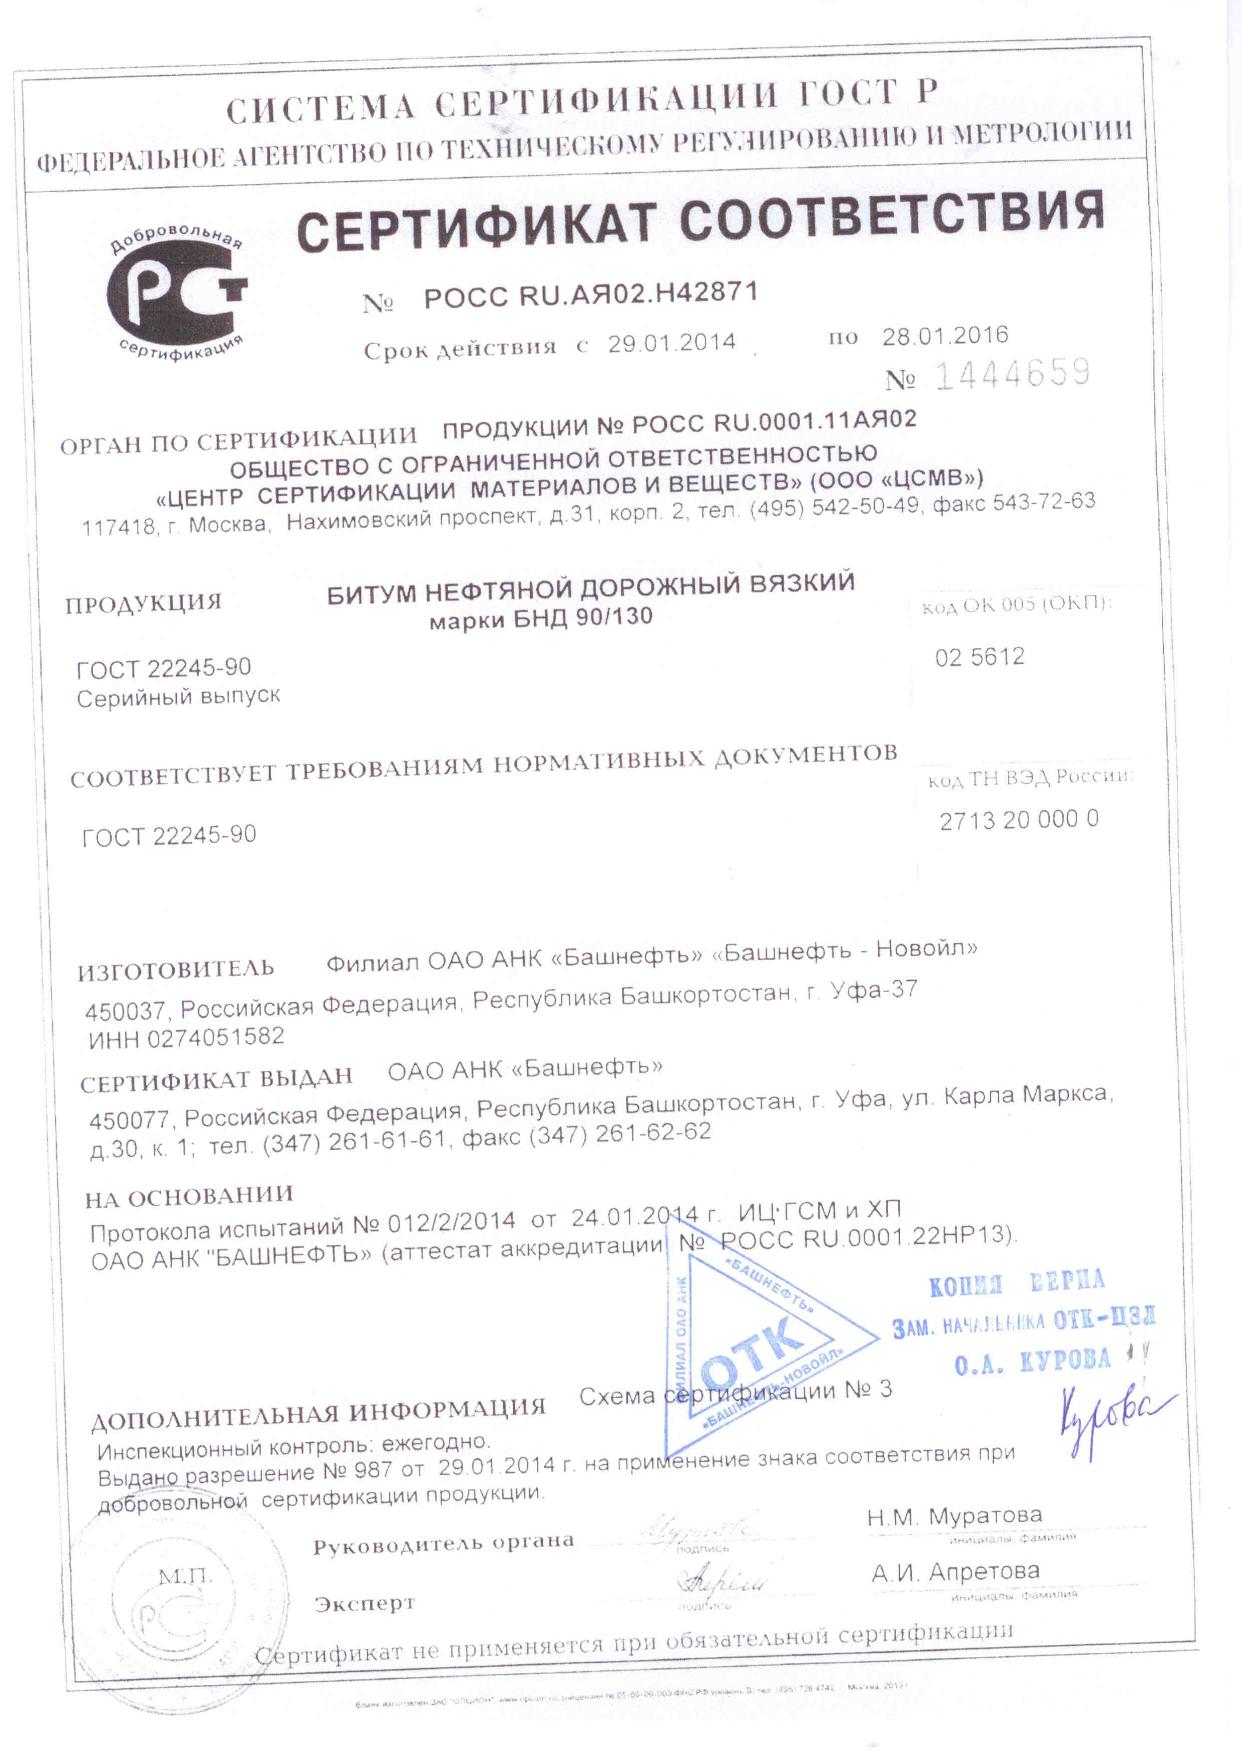 СИСТЕМА СЕРТИФИКАЦИИ ГОСТ Р
ФЕДЕРАЛЬНОЕ АГЕНТСТВО ПО ТЕХНИЧЕСКОМУ РЕГУЛИРОВАНИЮ И МЕТРОЛОГИИ
Добровольная
РСТ
сертификация
СЕРТИФИКАТ СООТВЕТСТВИЯ
№ РОСС RU.АЯ02.Н42871
Срок действия с 29.01.2014 по 28.01.2016
№ 1444659
ОРГАН ПО СЕРТИФИКАЦИИ ПРОДУКЦИИ № РОСС RU.0001.11АЯ02
ОБЩЕСТВО С ОГРАНИЧЕННОЙ ОТВЕТСТВЕННОСТЬЮ
«ЦЕНТР СЕРТИФИКАЦИИ МАТЕРИАЛОВ И ВЕЩЕСТВ» (ООО «ЦСМВ»)
117418, г. Москва, Нахимовский проспект, д.31, корп. 2, тел. (495) 542-50-49, факс 543-72-63
ПРОДУКЦИЯ БИТУМ НЕФТЯНОЙ ДОРОЖНЫЙ ВЯЗКИЙ
марки БНД 90/130
код ОК 005 (ОКП):
ГОСТ 22245-90
02 5612
Серийный выпуск
СООТВЕТСТВУЕТ ТРЕБОВАНИЯМ НОРМАТИВНЫХ ДОКУМЕНТОВ
код ТН ВЭД России:
ГОСТ 22245-90
2713 20 000 0
ИЗГОТОВИТЕЛЬ Филиал ОАО АНК «Башнефть» «Башнефть - Новойл»
450037, Российская Федерация, Республика Башкортостан, г. Уфа-37
ИНН 0274051582
СЕРТИФИКАТ ВЫДАН ОАО АНК «Башнефть»
450077, Российская Федерация, Республика Башкортостан, г. Уфа, ул. Карла Маркса,
д.30, к. 1; тел. (347) 261-61-61, факс (347) 261-62-62
НА ОСНОВАНИИ
Протокола испытаний № 012/2/2014 от 24.01.2014 г. ИЦ ГСМ и ХП
ОАО АНК "БАШНЕФТЬ» (аттестат аккредитации № РОСС RU.0001.22НР13).
ФИЛИАЛ ОАО АНК
«БАШНЕФТЬ»
ОТК
«БАШНЕФТЬ-НОВОЙЛ»
КОПИЯ ВЕРНА
ЗАМ. НАЧАЛЬНИКА ОТК-ЦЗЛ
О.А. КУРОВА
Курова
ДОПОЛНИТЕЛЬНАЯ ИНФОРМАЦИЯ Схема сертификации № 3
Инспекционный контроль: ежегодно.
Выдано разрешение № 987 от 29.01.2014 г. на применение знака соответствия при
добровольной сертификации продукции.
Руководитель органа
подпись
Н.М. Муратова
инициалы, фамилия
М.П.
Эксперт
подпись
А.И. Апретова
инициалы, фамилия
Сертификат не применяется при обязательной сертификации